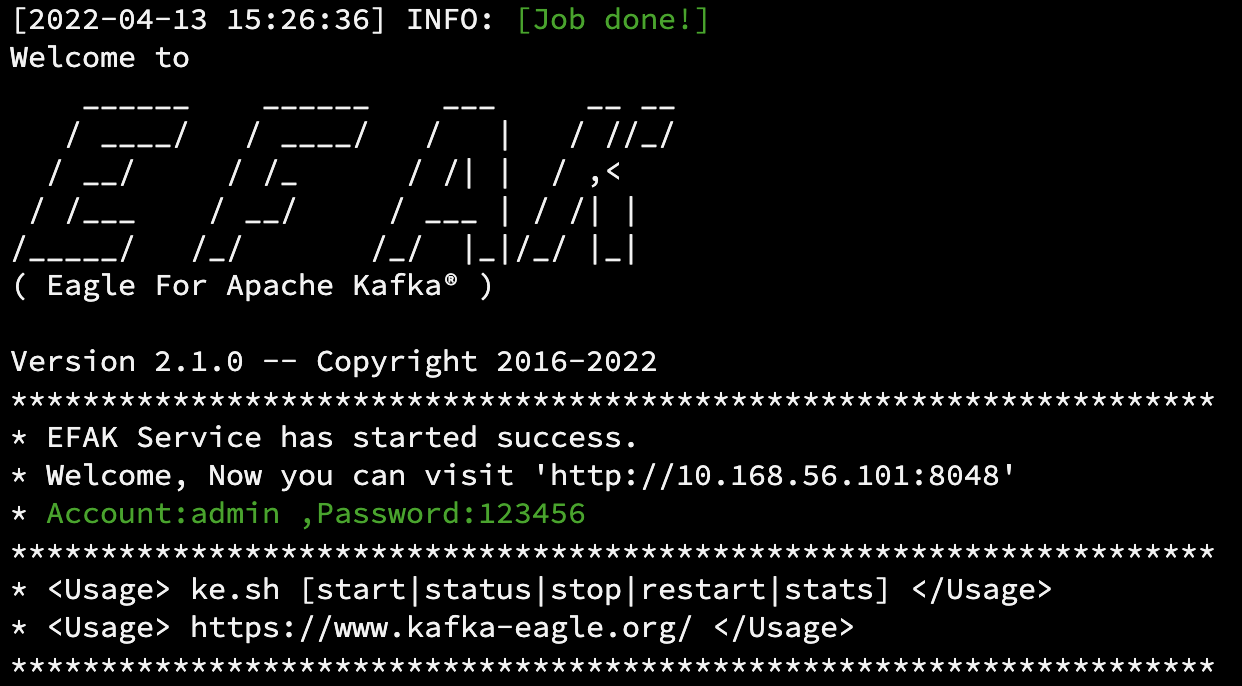 [2022-04-13 15:26:36] INFO: [Job done!]
Welcome to
    ______    ______    ___     __ __
   / ____/   / ____/   /   |   / //_/
  / __/     / /_      / /| |  / ,<
 / /___    / __/     / ___ | / /| |
/_____/   /_/       /_/  |_|/_/ |_|
( Eagle For Apache Kafka® )

Version 2.1.0 -- Copyright 2016-2022
*******************************************************************
* EFAK Service has started success.
* Welcome, Now you can visit 'http://10.168.56.101:8048'
* Account:admin ,Password:123456
*******************************************************************
* <Usage> ke.sh [start|status|stop|restart|stats] </Usage>
* <Usage> https://www.kafka-eagle.org/ </Usage>
*******************************************************************